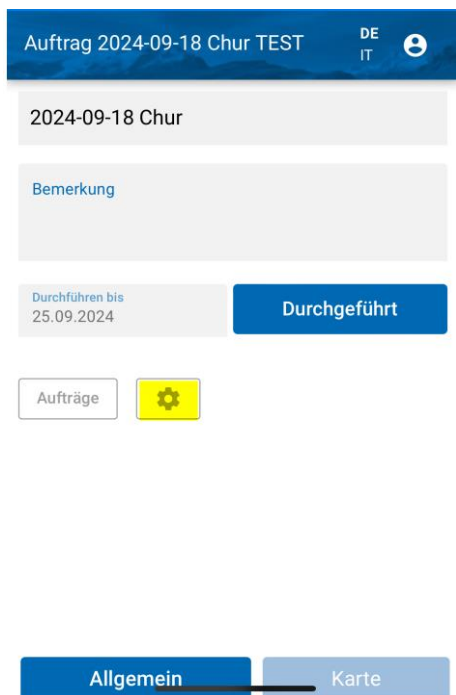 Auftrag 2024-09-18 Chur TEST
DE
IT
2024-09-18 Chur
Bemerkung
Durchführen bis
25.09.2024
Durchgeführt
Aufträge
Allgemein
Karte